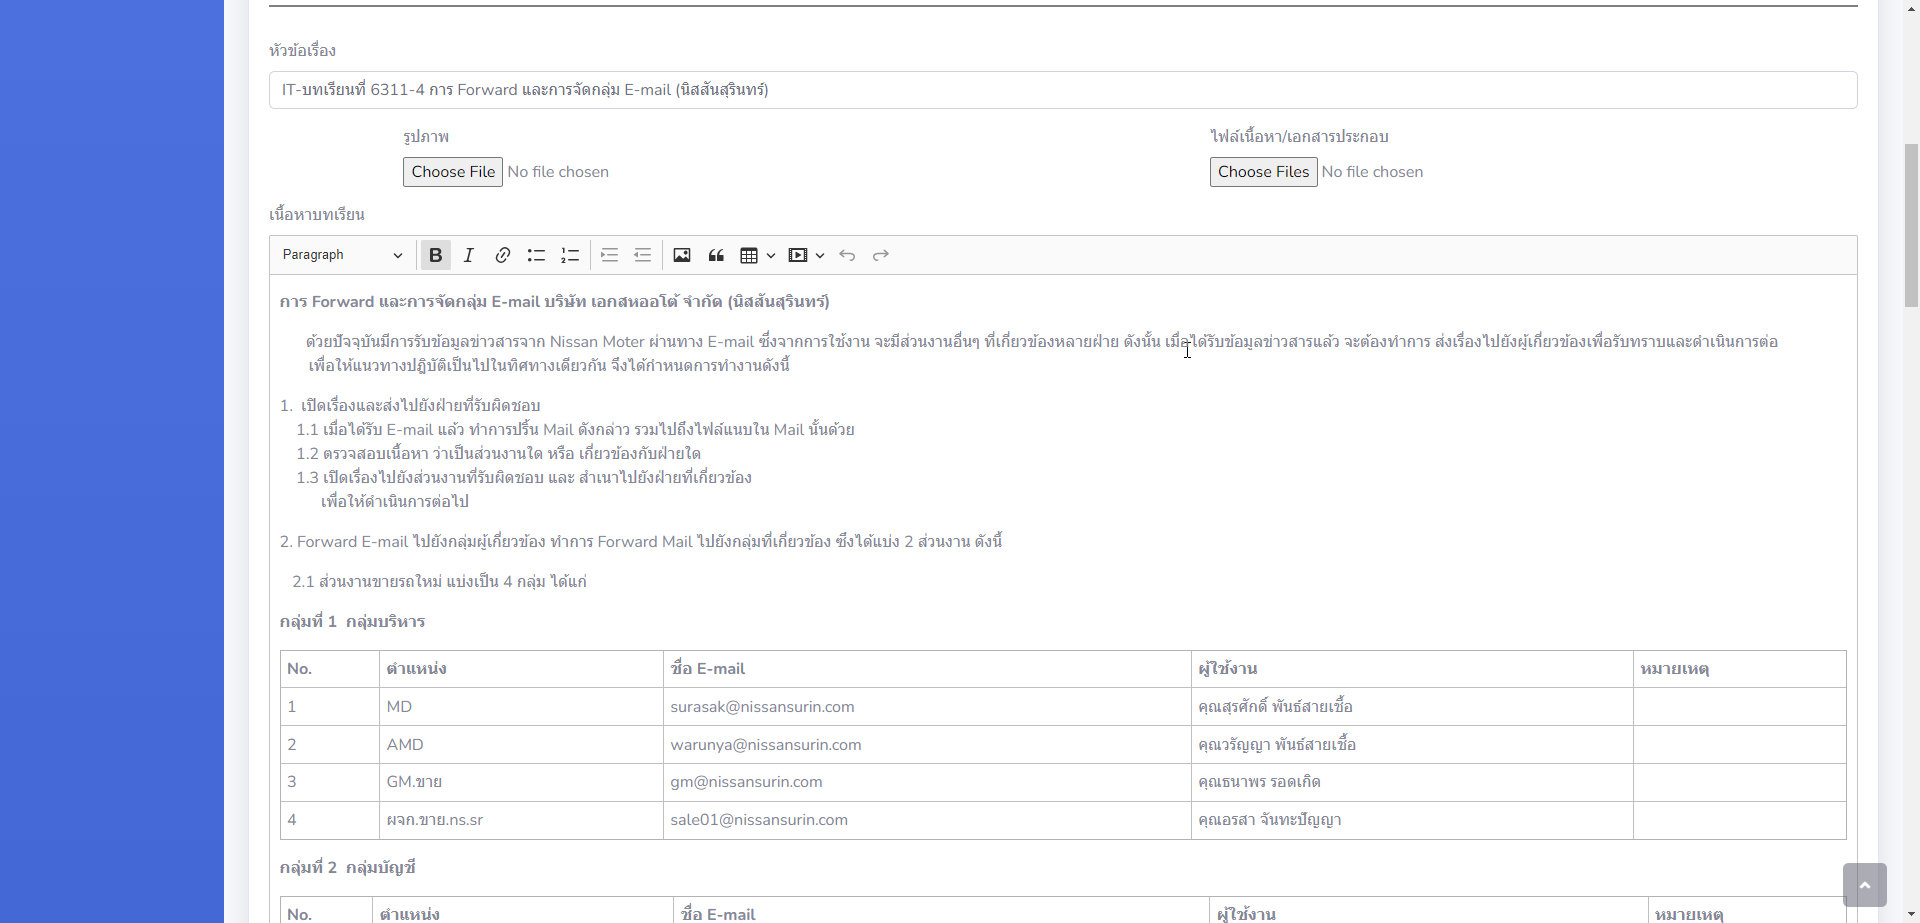 หัวข้อเรื่อง
IT-บทเรียนที่ 6311-4 การ Forward และการจัดกลุ่ม E-mail (นิสสันสุรินทร์)
รูปภาพ
ไฟล์เนื้อหา/เอกสารประกอบ
Choose File No file chosen
Choose Files No file chosen
เนื้อหาบทเรียน
Paragraph
การ Forward และการจัดกลุ่ม E-mail บริษัท เอกสหออโต้ จำกัด (นิสสันสุรินทร์)
ด้วยปัจจุบันมีการรับข้อมูลข่าวสารจาก Nissan Moter ผ่านทาง E-mail ซึ่งจากการใช้งาน จะมีส่วนงานอื่นๆ ที่เกี่ยวข้องหลายฝ่าย ดังนั้น เมื่อได้รับข้อมูลข่าวสารแล้ว จะต้องทำการ ส่งเรื่องไปยังผู้เกี่ยวข้องเพื่อรับทราบและดำเนินการต่อ
เพื่อให้แนวทางปฎิบัติเป็นไปในทิศทางเดียวกัน จึงได้กำหนดการทำงานดังนี้
1. เปิดเรื่องและส่งไปยังฝ่ายที่รับผิดชอบ
1.1 เมื่อได้รับ E-mail แล้ว ทำการปริ้น Mail ดังกล่าว รวมไปถึงไฟล์แนบใน Mail นั้นด้วย
1.2 ตรวจสอบเนื้อหา ว่าเป็นส่วนงานใด หรือ เกี่ยวข้องกับฝ่ายใด
1.3 เปิดเรื่องไปยังส่วนงานที่รับผิดชอบ และ สำเนาไปยังฝ่ายที่เกี่ยวข้อง
เพื่อให้ดำเนินการต่อไป
2. Forward E-mail ไปยังกลุ่มผู้เกี่ยวข้อง ทำการ Forward Mail ไปยังกลุ่มที่เกี่ยวข้อง ซึงได้แบ่ง 2 ส่วนงาน ดังนี้
2.1 ส่วนงานขายรถใหม่ แบ่งเป็น 4 กลุ่ม ได้แก่
กลุ่มที่ 1 กลุ่มบริหาร
No. ตำแหน่ง ชื่อ E-mail ผู้ใช้งาน หมายเหตุ
1 MD surasak@nissansurin.com คุณสุรศักดิ์ พันธ์สายเชื้อ
2 AMD warunya@nissansurin.com คุณวรัญญา พันธ์สายเชื้อ
3 GM.ขาย gm@nissansurin.com คุณธนาพร รอดเกิด
4 ผจก.ขาย.ns.sr sale01@nissansurin.com คุณอรสา จันทะปัญญา
กลุ่มที่ 2 กลุ่มบัญชี
No. ตำแหน่ง ชื่อ E-mail ผู้ใช้งาน หมายเหตุ